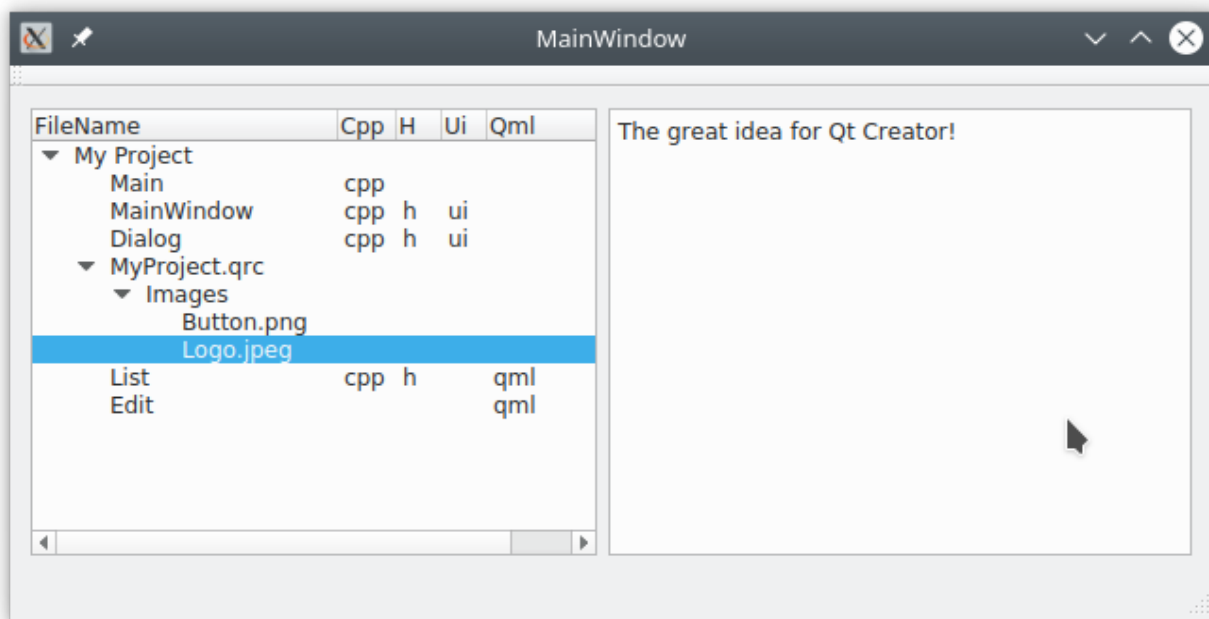 MainWindow
FileName Cpp H Ui Qml
My Project
Main cpp
MainWindow cpp h ui
Dialog cpp h ui
MyProject.qrc
Images
Button.png
Logo.jpeg
List cpp h qml
Edit qml
The great idea for Qt Creator!